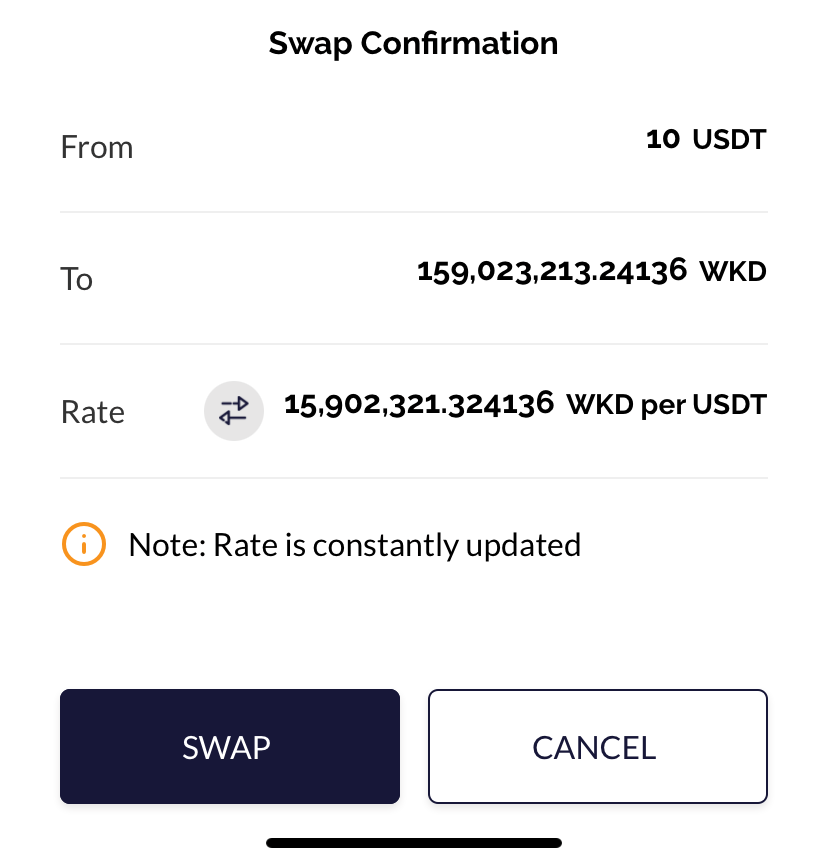 Swap Confirmation
From 10 USDT
To 159,023,213.24136 WKD
Rate 15,902,321.324136 WKD per USDT
Note: Rate is constantly updated
SWAP CANCEL